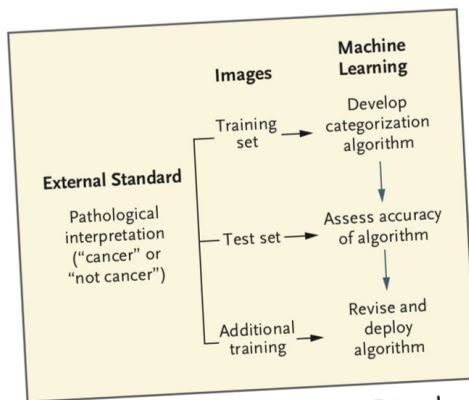 Images
Machine
Learning
Training
set
Develop
categorization
algorithm
External Standard
Pathological
interpretation
("cancer" or
"not cancer")
Test set
Assess accuracy
of algorithm
Additional
training
Revise and
deploy
algorithm